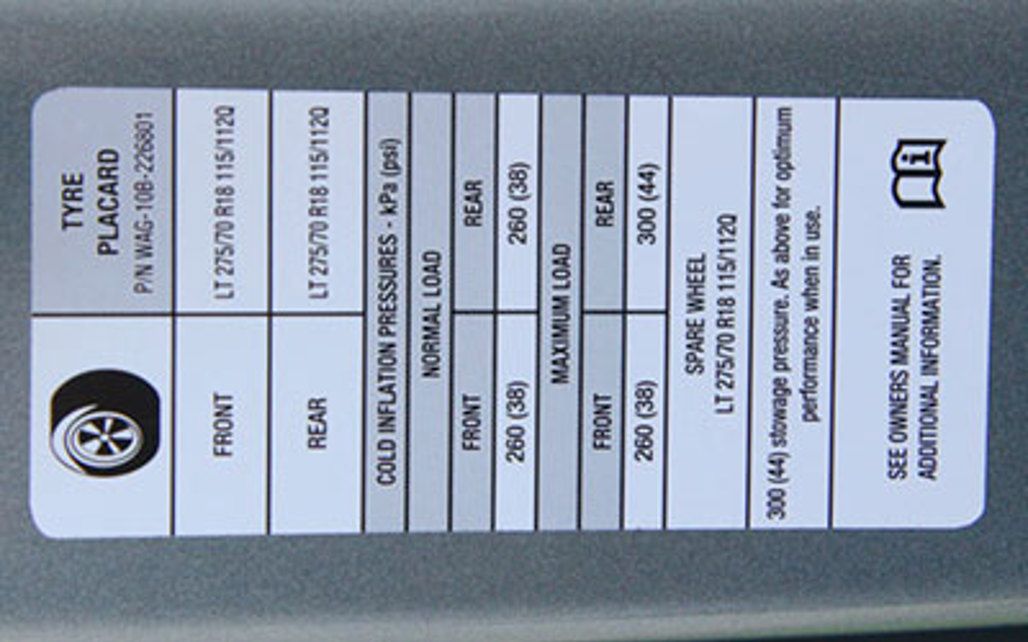 TYRE
PLACARD
P/N WAG-10B-226801
FRONT
LT 275/70 R18 115/112Q
REAR
LT 275/70 R18 115/112Q
COLD INFLATION PRESSURES - kPa (psi)
NORMAL LOAD
FRONT REAR
260 (38) 260 (38)
MAXIMUM LOAD
FRONT REAR
260 (38) 300 (44)
SPARE WHEEL
LT 275/70 R18 115/112Q
300 (44) stowage pressure. As above for optimum
performance when in use.
SEE OWNERS MANUAL FOR
ADDITIONAL INFORMATION.